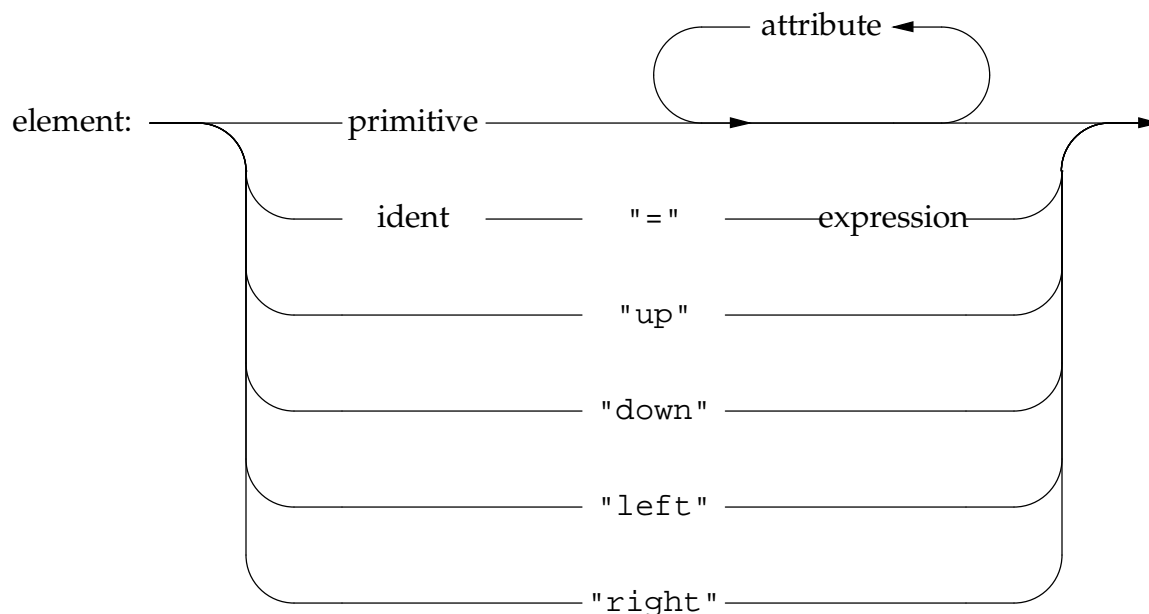 attribute
element: primitive
ident "=" expression
"up"
"down"
"left"
"right"